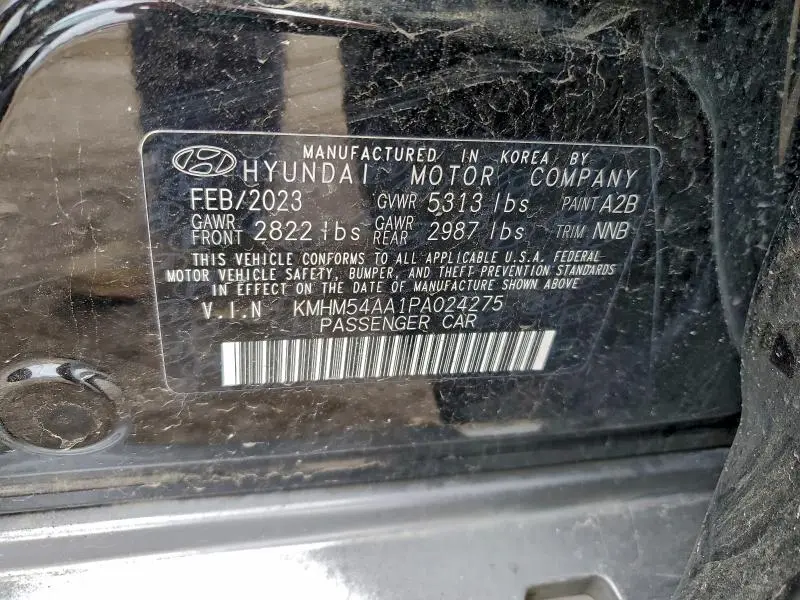 MANUFACTURED IN KOREA BY
HYUNDAI MOTOR COMPANY
FEB/2023 GVWR 5313 lbs PAINT A2B
GAWR FRONT 2822 lbs GAWR REAR 2987 lbs TRIM NNB
THIS VEHICLE CONFORMS TO ALL APPLICABLE U.S.A. FEDERAL
MOTOR VEHICLE SAFETY, BUMPER, AND THEFT PREVENTION STANDARDS
IN EFFECT ON THE DATE OF MANUFACTURE SHOWN ABOVE
V.I.N KMHM54AA1PA024275
PASSENGER CAR